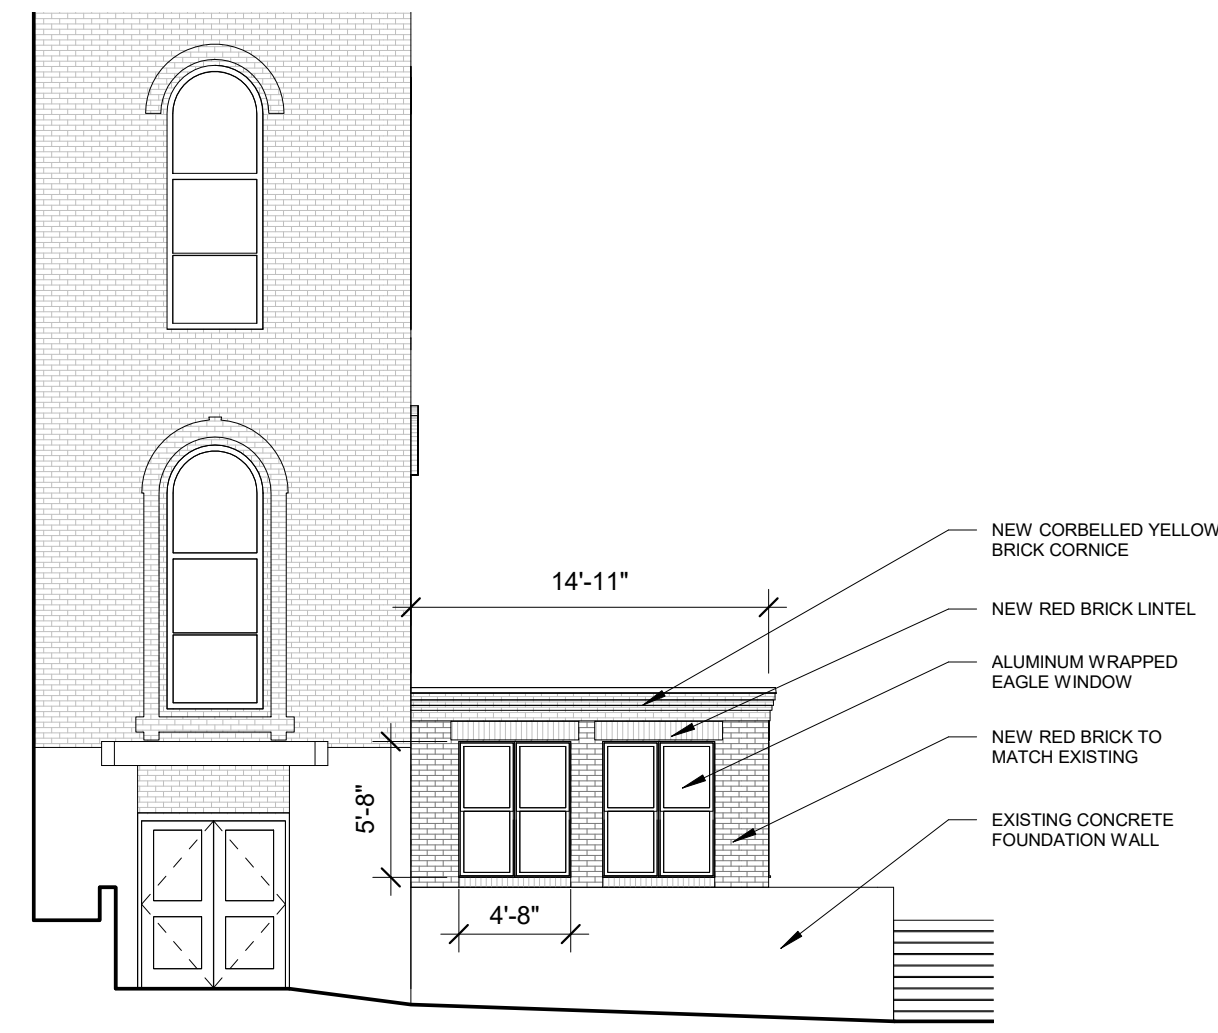 NEW CORBELLED YELLOW
BRICK CORNICE
14'-11"
NEW RED BRICK LINTEL
ALUMINUM WRAPPED
EAGLE WINDOW
NEW RED BRICK TO
MATCH EXISTING
5'-8"
EXISTING CONCRETE
FOUNDATION WALL
4'-8"